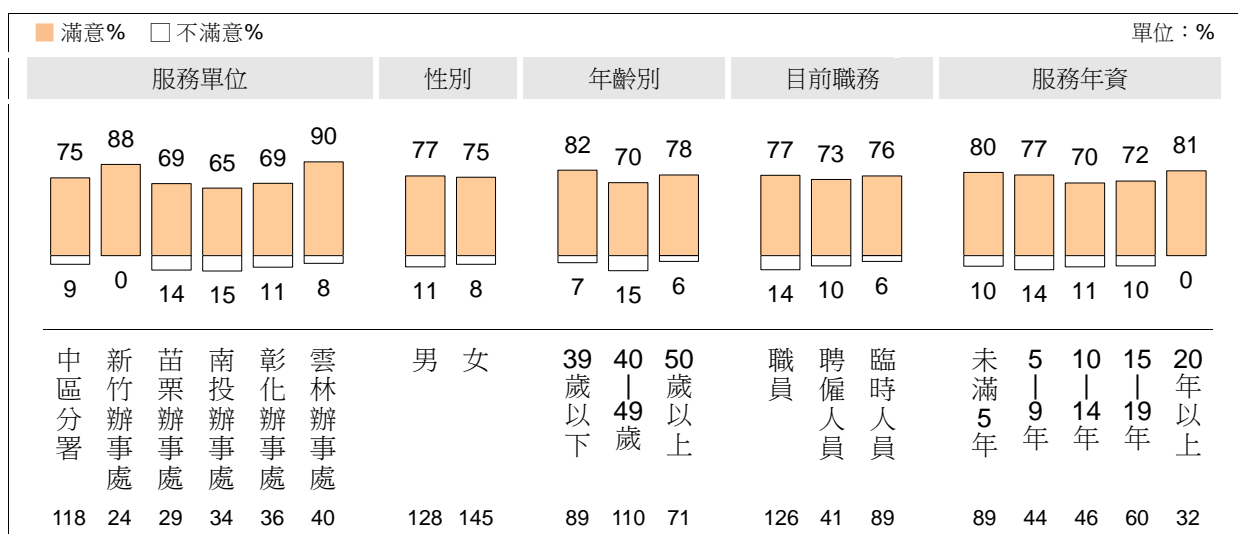 滿意% 不滿意% 單位：%
服務單位 性別 年齡別 目前職務 服務年資
75 88 69 65 69 90 77 75 82 70 78 77 73 76 80 77 70 72 81
9 0 14 15 11 8 11 8 7 15 6 14 10 6 10 14 11 10 0
中區分署
新竹辦事處
苗栗辦事處
南投辦事處
彰化辦事處
雲林辦事處
男
女
39歲以下
40－49歲
50歲以上
職員
聘僱人員
臨時人員
未滿5年
5－9年
10－14年
15－19年
20年以上
118 24 29 34 36 40 128 145 89 110 71 126 41 89 89 44 46 60 32